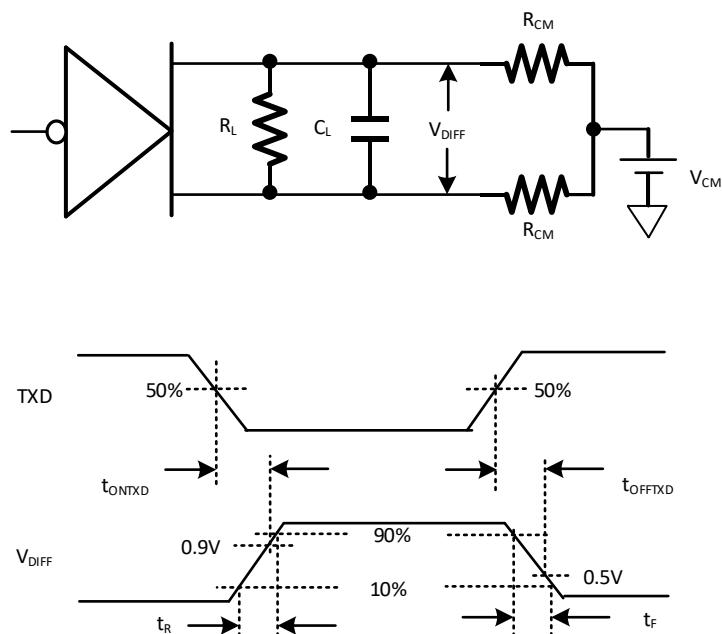 R_CM
R_L
C_L
V_DIFF
V_CM
R_CM
TXD
50%
50%
t_ONTXD
t_OFFTXD
V_DIFF
0.9V
90%
10%
0.5V
t_R
t_F